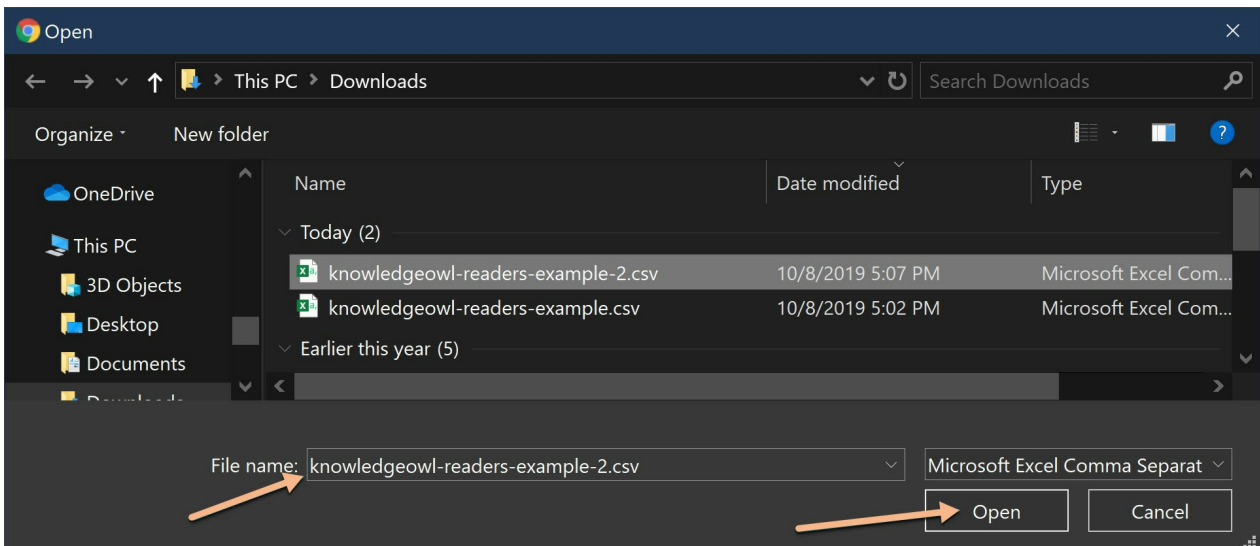 Open
This PC > Downloads
Search Downloads
Organize
New folder
?
OneDrive
This PC
3D Objects
Desktop
Documents
Downloads
Name Date modified Type
Today (2)
knowledgeowl-readers-example-2.csv 10/8/2019 5:07 PM Microsoft Excel Com...
knowledgeowl-readers-example.csv 10/8/2019 5:02 PM Microsoft Excel Com...
Earlier this year (5)
File name: knowledgeowl-readers-example-2.csv Microsoft Excel Comma Separat
Open Cancel